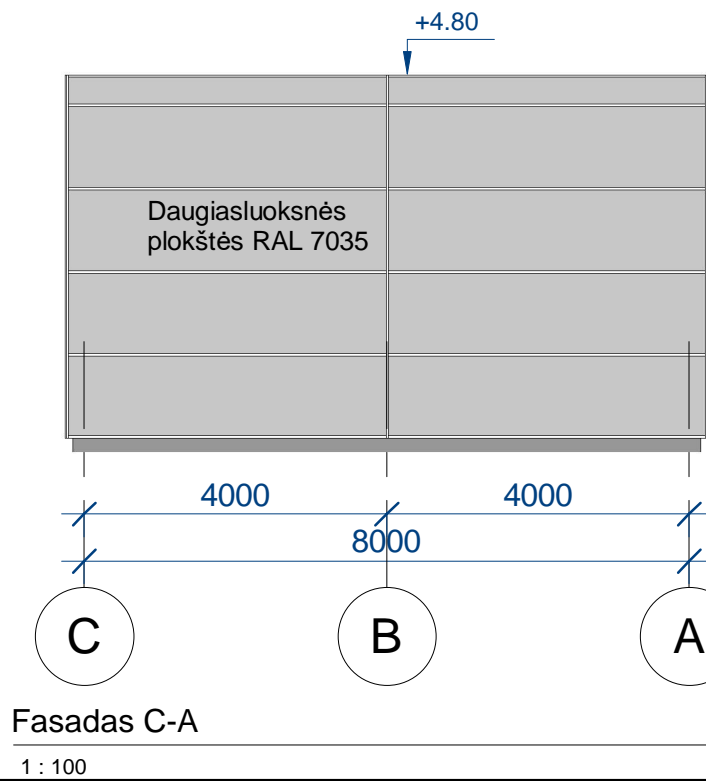 +4.80
Daugiasluoksnės
plokštės RAL 7035
4000 4000
8000
C B A
Fasadas C-A
1 : 100